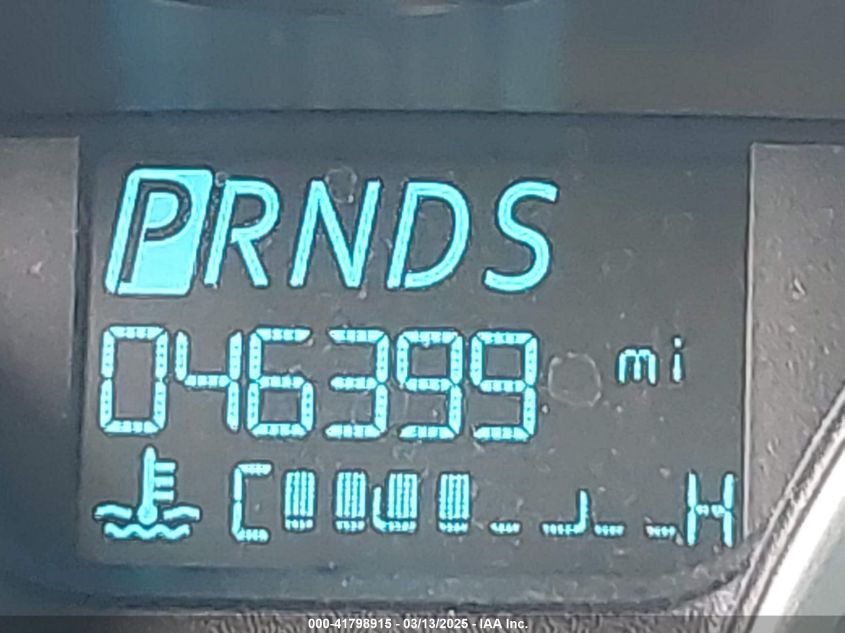 PRNDS
046399 mi
C H
000-41798915 - 03/13/2025 - IAA Inc.